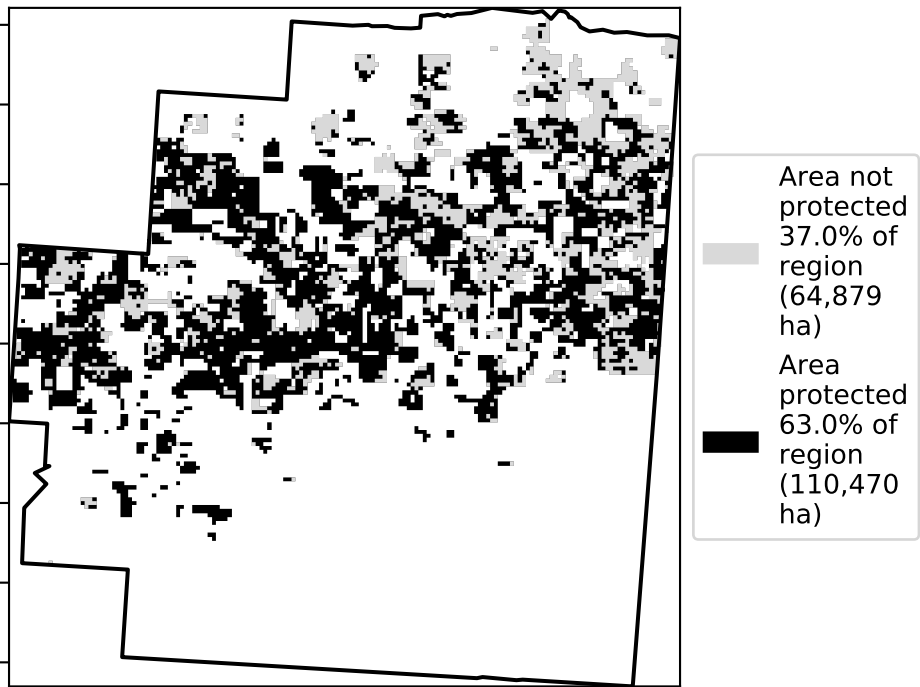 Area not
protected
37.0% of
region
(64,879
ha)
Area
protected
63.0% of
region
(110,470
ha)